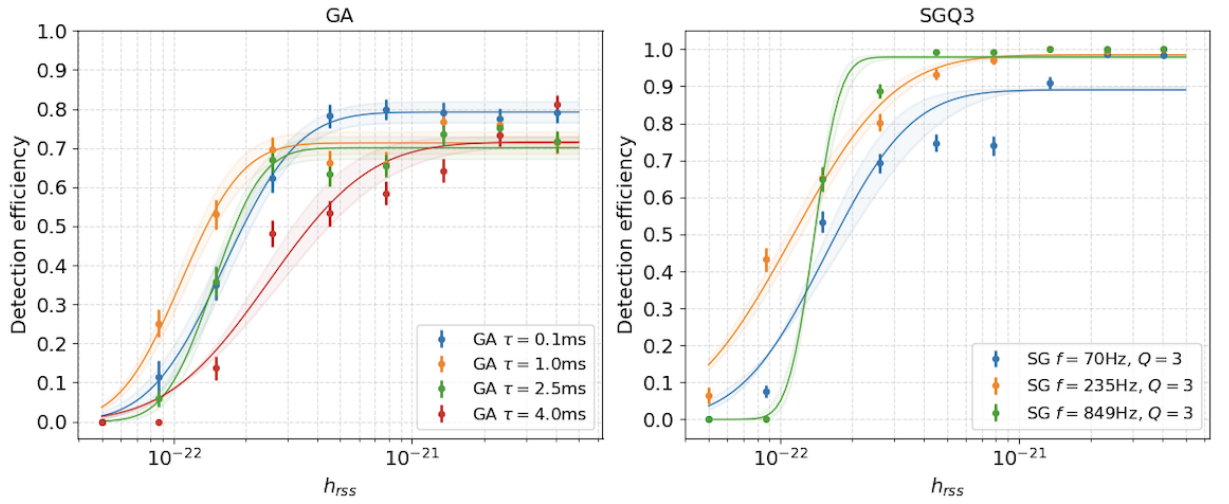 GA
SGQ3
Detection efficiency
1.0
0.9
0.8
0.7
0.6
0.5
0.4
0.3
0.2
0.1
0.0
GA τ = 0.1ms
GA τ = 1.0ms
GA τ = 2.5ms
GA τ = 4.0ms
10⁻²²
10⁻²¹
h_rss
Detection efficiency
1.0
0.9
0.8
0.7
0.6
0.5
0.4
0.3
0.2
0.1
0.0
SG f = 70Hz, Q = 3
SG f = 235Hz, Q = 3
SG f = 849Hz, Q = 3
10⁻²²
10⁻²¹
h_rss